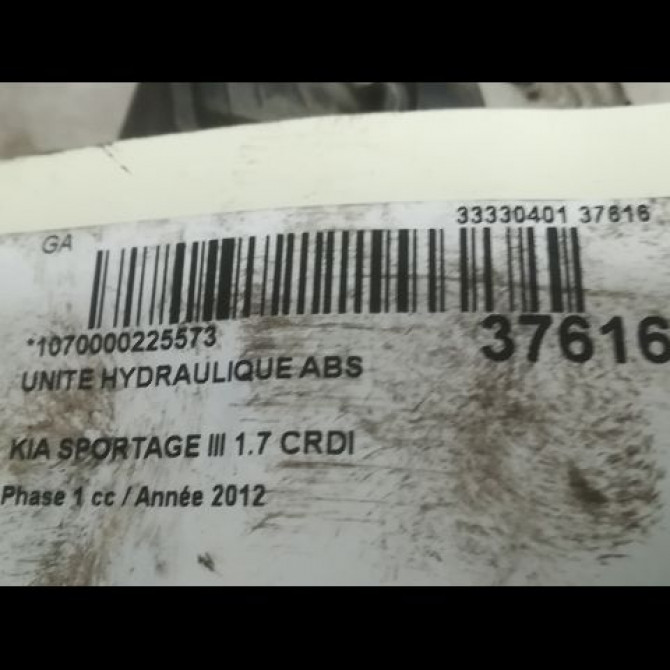 33330401 37616
GA
*1070000225573
37616
UNITE HYDRAULIQUE ABS
KIA SPORTAGE III 1.7 CRDI
Phase 1 cc / Année 2012